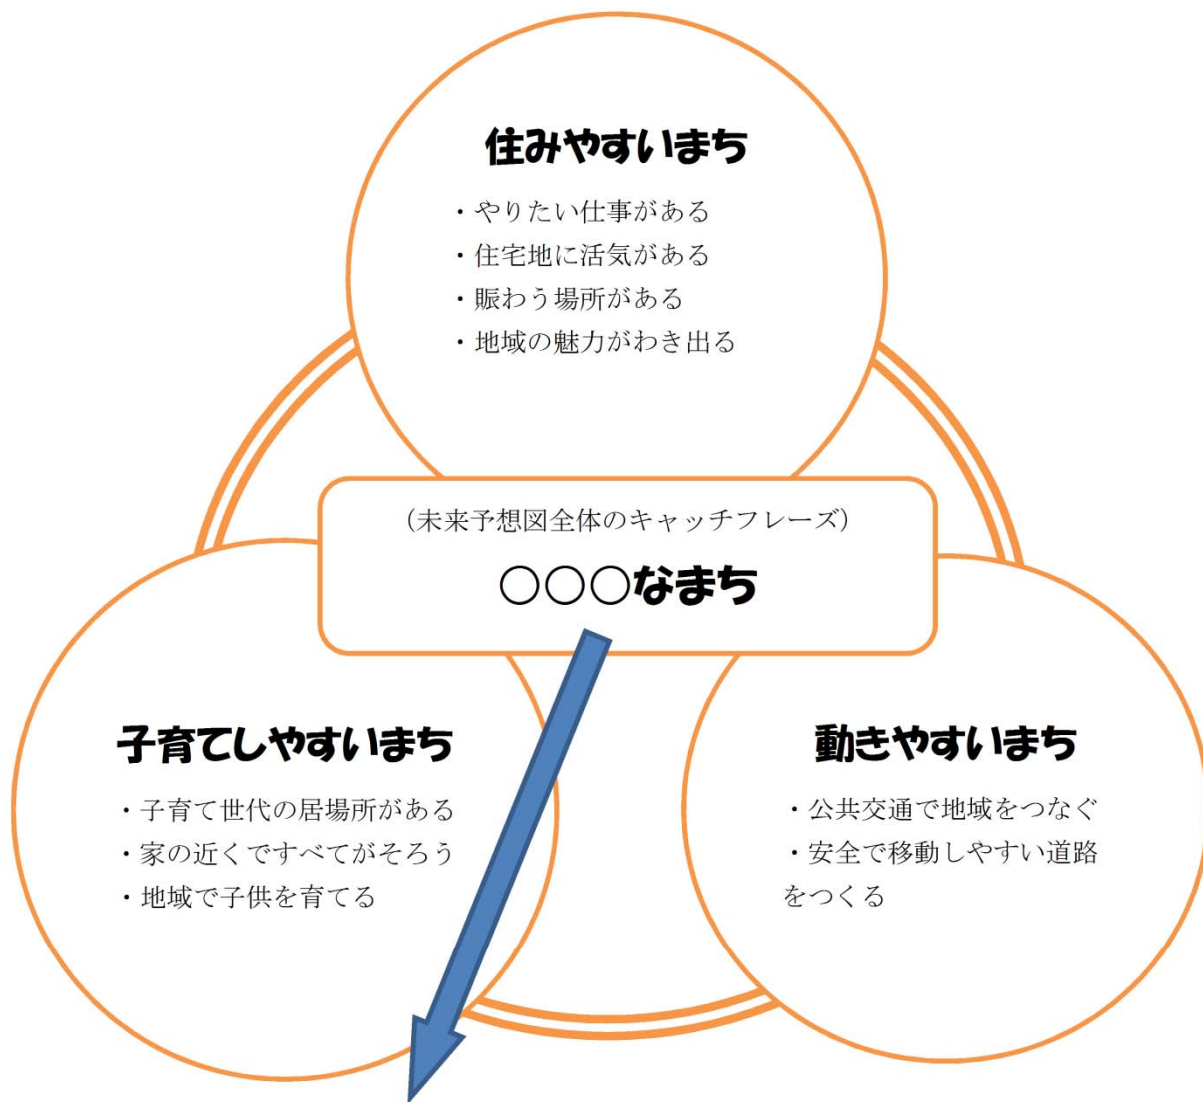 住みやすいまち
・やりたい仕事がある
・住宅地に活気がある
・賑わう場所がある
・地域の魅力がわき出る
（未来予想図全体のキャッチフレーズ）
○○○なまち
子育てしやすいまち
・子育て世代の居場所がある
・家の近くですべてがそろう
・地域で子供を育てる
動きやすいまち
・公共交通で地域をつなぐ
・安全で移動しやすい道路
をつくる